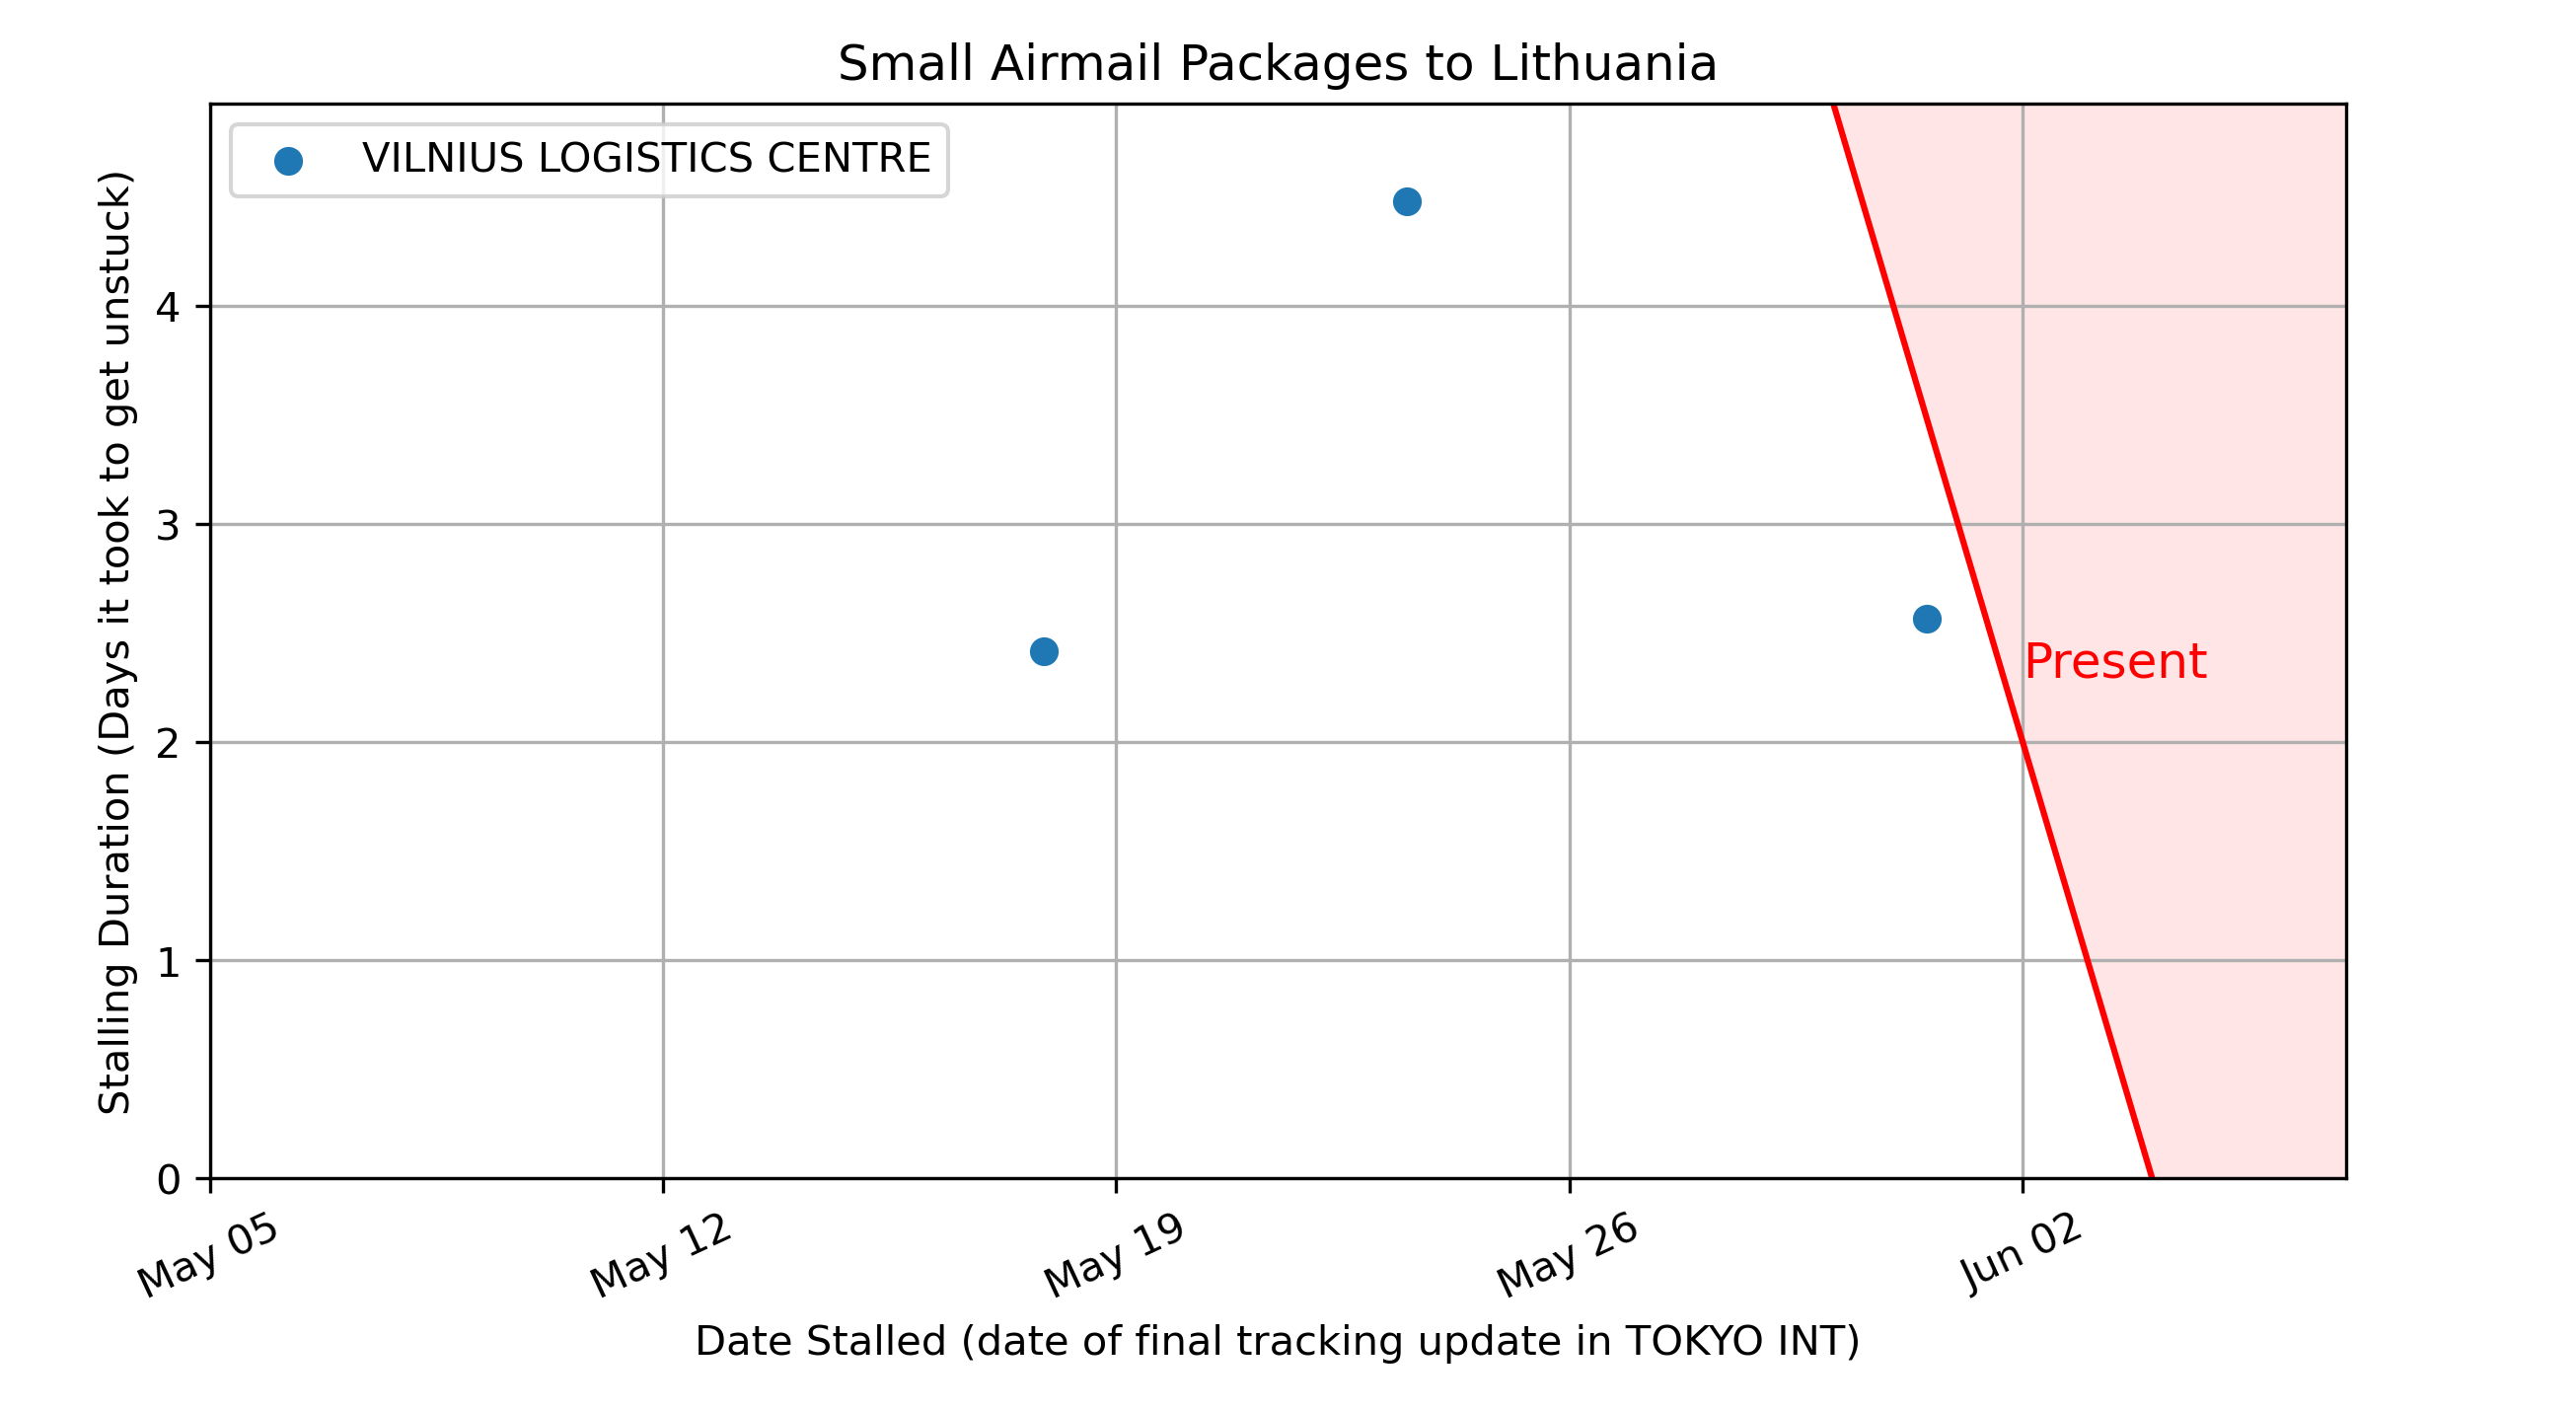 Small Airmail Packages to Lithuania
VILNIUS LOGISTICS CENTRE
Stalling Duration (Days it took to get unstuck)
4
3
2
1
0
Present
May 05
May 12
May 19
May 26
Jun 02
Date Stalled (date of final tracking update in TOKYO INT)